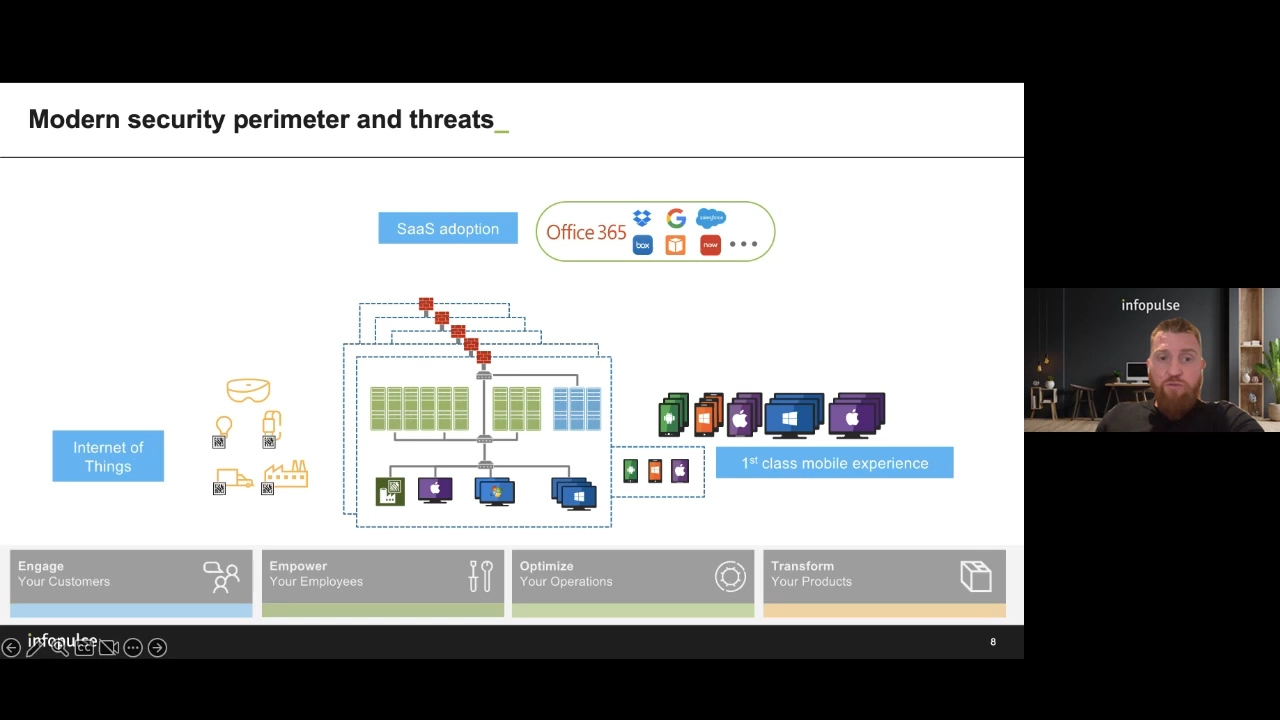 Modern security perimeter and threats_
SaaS adoption
Office 365
salesforce
box
now
infopulse
Internet of
Things
1st class mobile experience
Engage
Your Customers
Empower
Your Employees
Optimize
Your Operations
Transform
Your Products
infopulse
CC
8